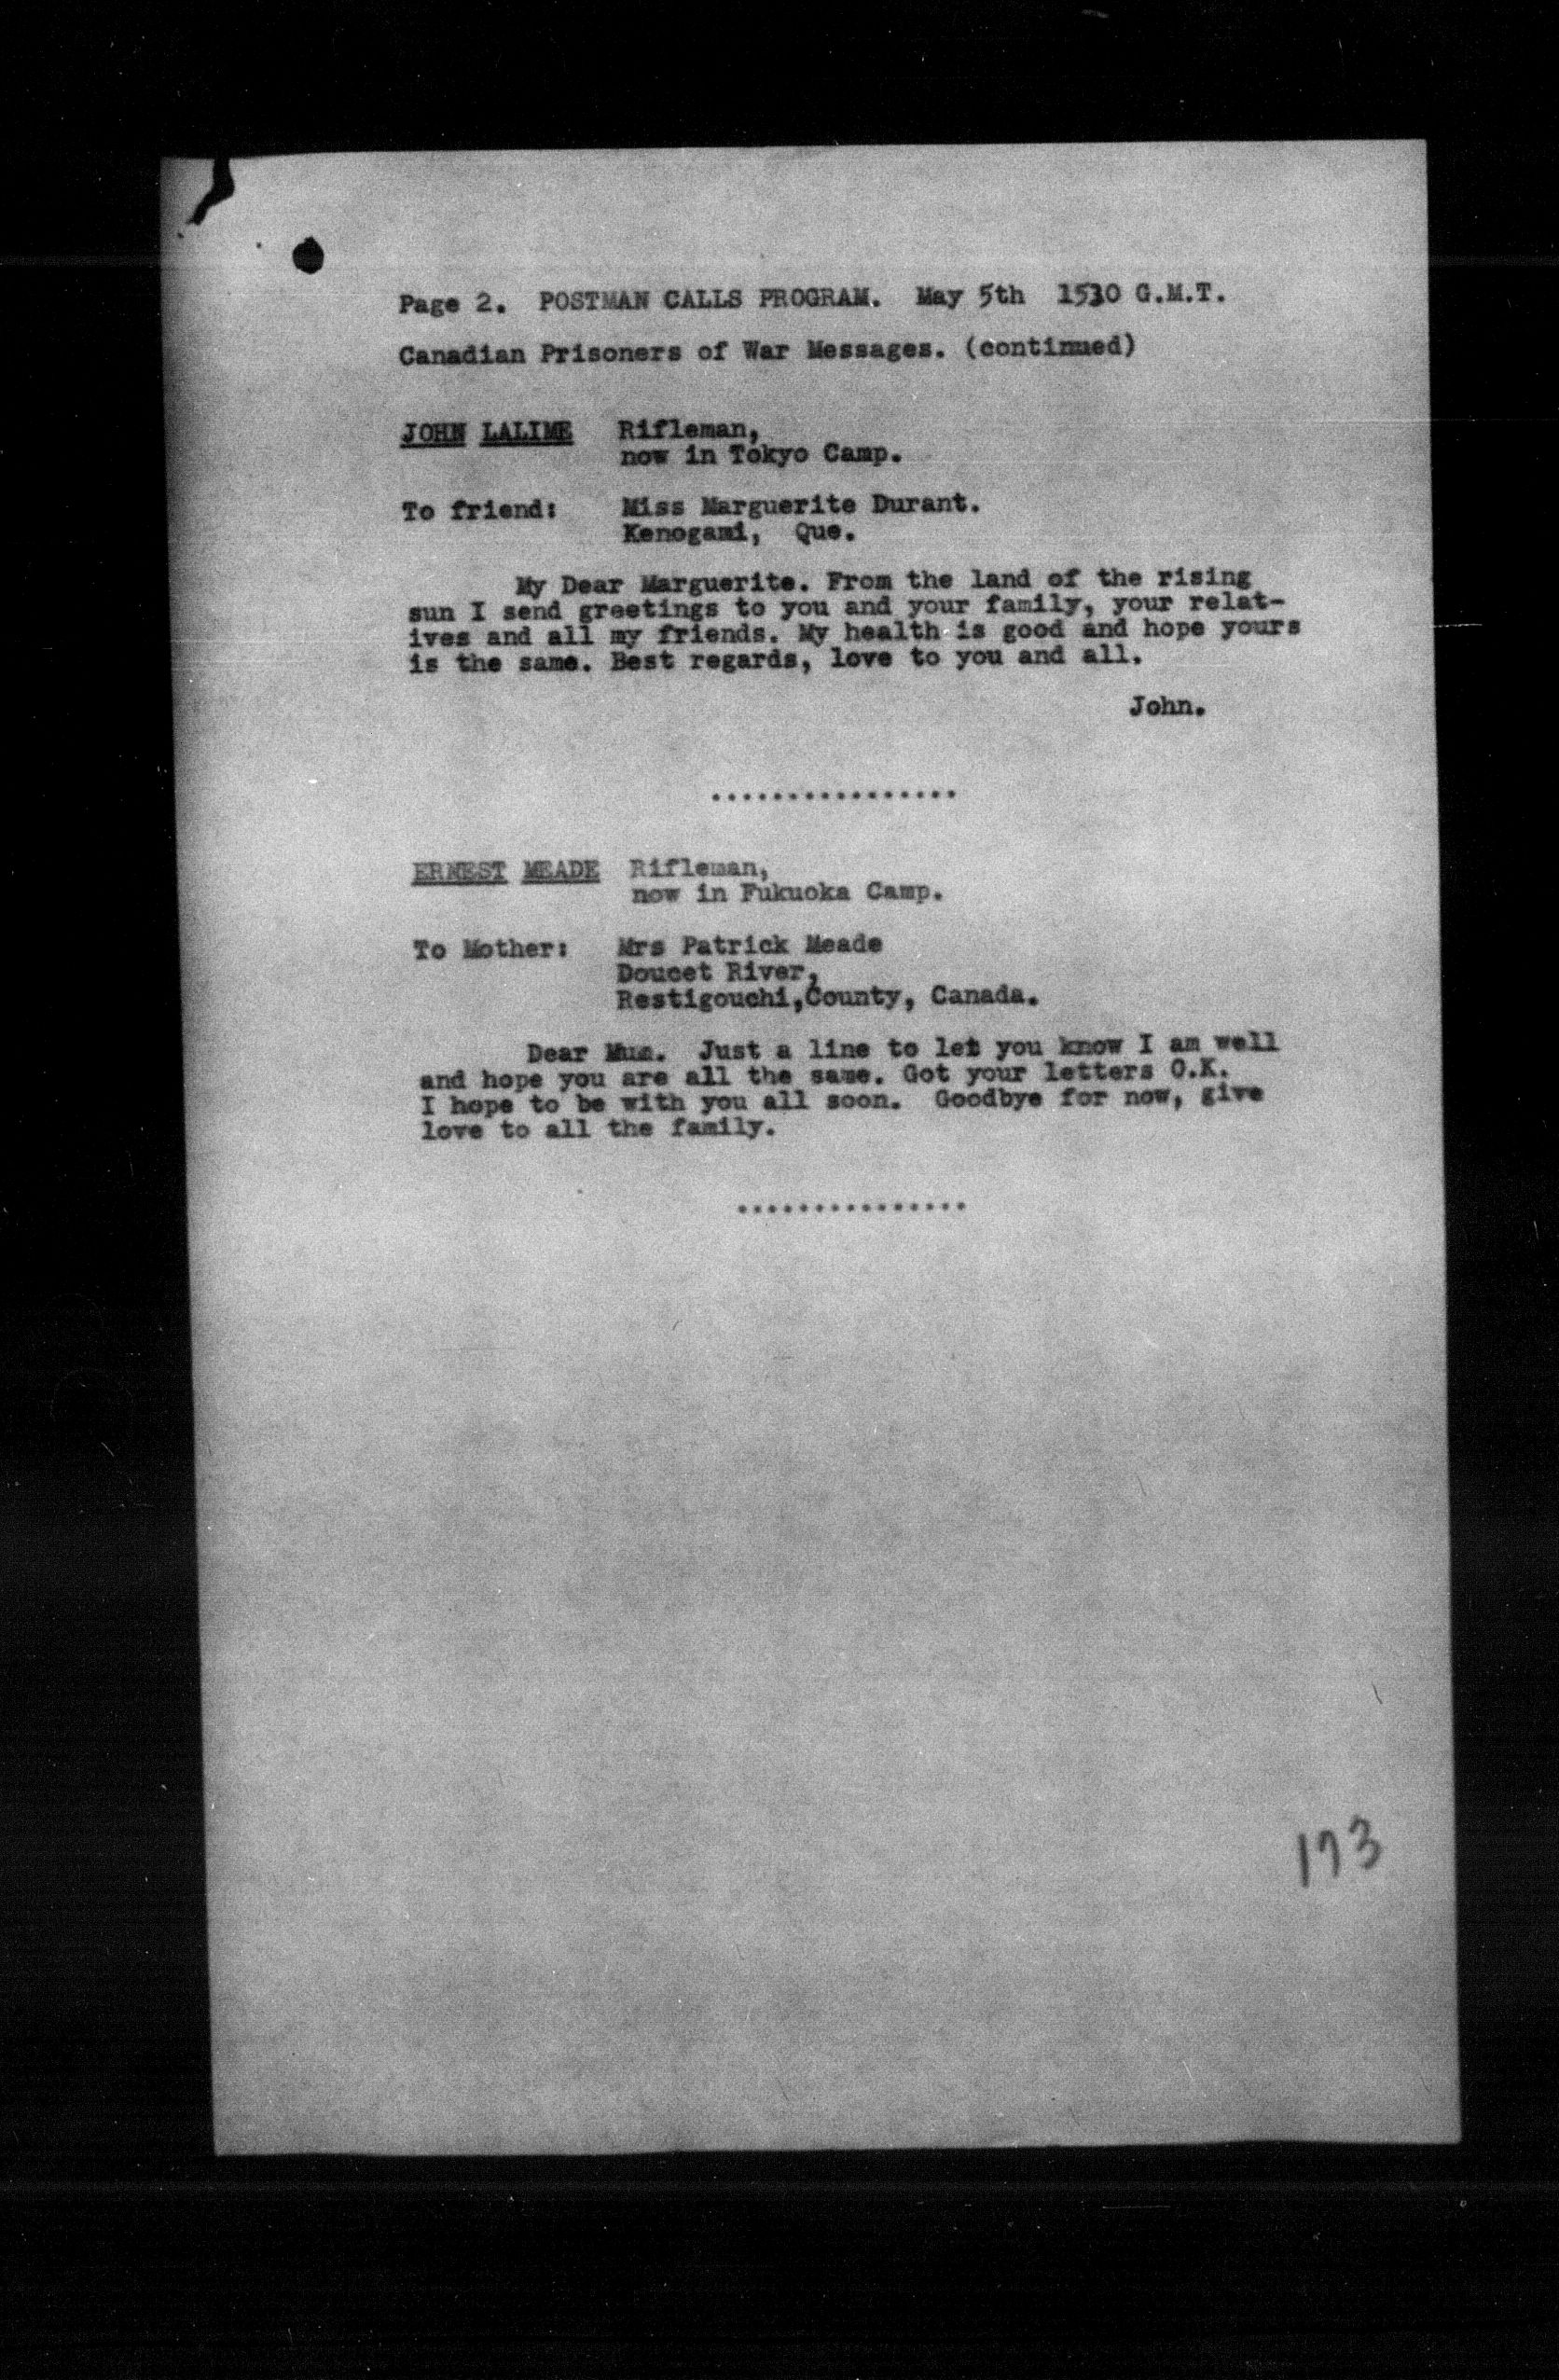 Page 2. POSTMAN CALLS PROGRAM. May 5th 1530 G.M.T.
Canadian Prisoners of War Messages. (continued)
JOHN LALIME Rifleman,
now in Tokyo Camp.
To friend: Miss Marguerite Durant.
Kenogami, Que.
My Dear Marguerite. From the land of the rising
sun I send greetings to you and your family, your relat-
ives and all my friends. My health is good and hope yours
is the same. Best regards, love to you and all.
John.
................
ERNEST MEADE Rifleman,
now in Fukuoka Camp.
To Mother: Mrs Patrick Meade
Doucet River,
Restigouchi,County, Canada.
Dear Mum. Just a line to let you know I am well
and hope you are all the same. Got your letters O.K.
I hope to be with you all soon. Goodbye for now, give
love to all the family.
...............
173